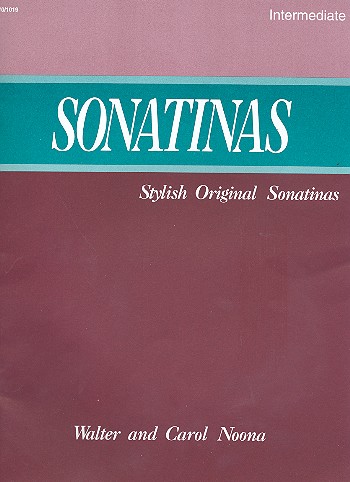 Intermediate
SONATINAS
Stylish Original Sonatinas
Walter and Carol Noona